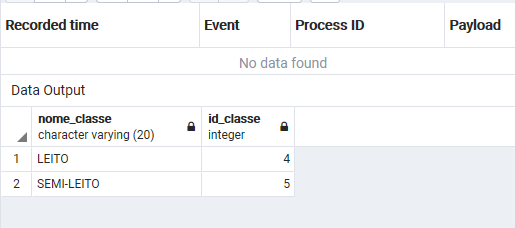 Recorded time Event Process ID Payload
No data found
Data Output
nome_classe id_classe
character varying (20) integer
1 LEITO 4
2 SEMI-LEITO 5